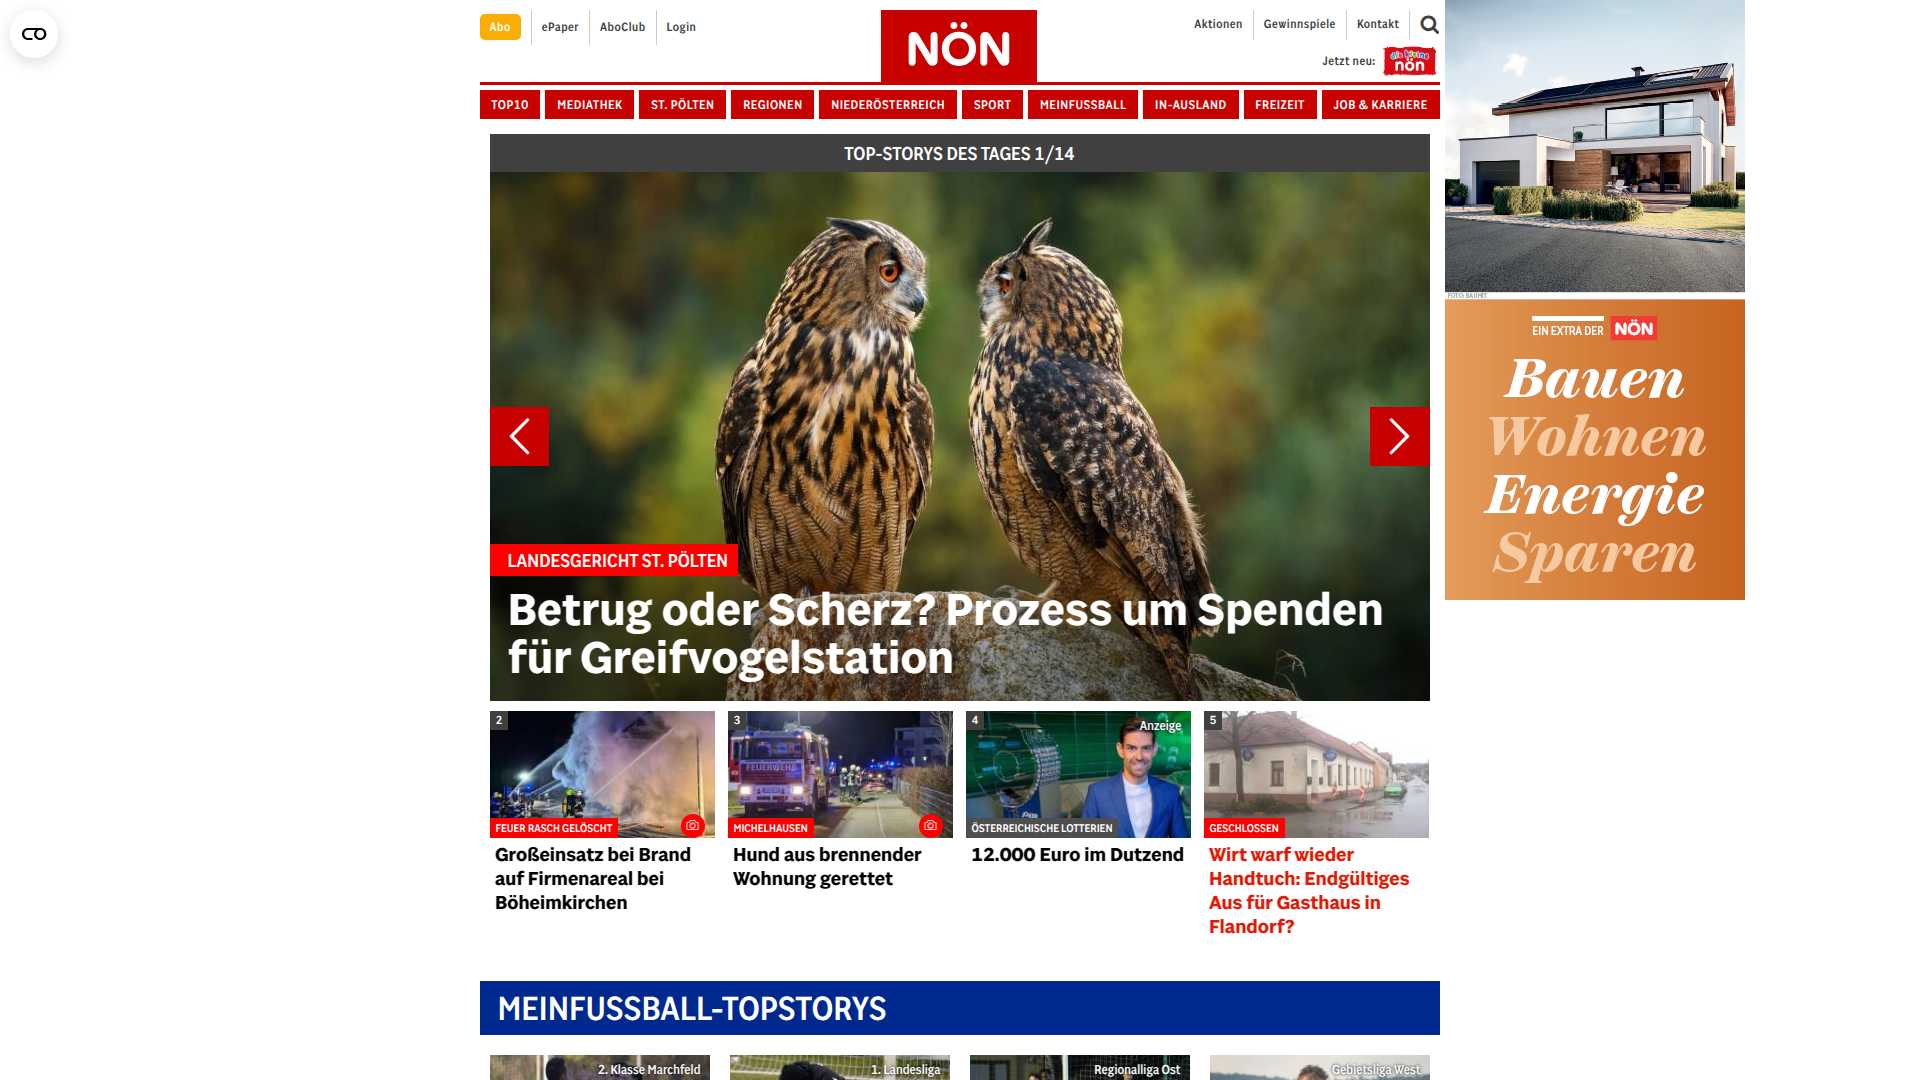 Abo
ePaper
AboClub
Login
NÖN
Aktionen
Gewinnspiele
Kontakt
Jetzt neu:
die kleine
nön
TOP10
MEDIATHEK
ST. PÖLTEN
REGIONEN
NIEDERÖSTERREICH
SPORT
MEINFUSSBALL
IN-AUSLAND
FREIZEIT
JOB & KARRIERE
TOP-STORYS DES TAGES 1/14
LANDESGERICHT ST. PÖLTEN
Betrug oder Scherz? Prozess um Spenden
für Greifvogelstation
FOTO: BAUMIT
EIN EXTRA DER NÖN
Bauen
Wohnen
Energie
Sparen
2
FEUER RASCH GELÖSCHT
Großeinsatz bei Brand
auf Firmenareal bei
Böheimkirchen
3
FEUERWEHR
MICHELHAUSEN
Hund aus brennender
Wohnung gerettet
4
Anzeige
ÖSTERREICHISCHE LOTTERIEN
12.000 Euro im Dutzend
5
GESCHLOSSEN
Wirt warf wieder
Handtuch: Endgültiges
Aus für Gasthaus in
Flandorf?
MEINFUSSBALL-TOPSTORYS
2. Klasse Marchfeld
1. Landesliga
Regionalliga Ost
Gebietsliga West